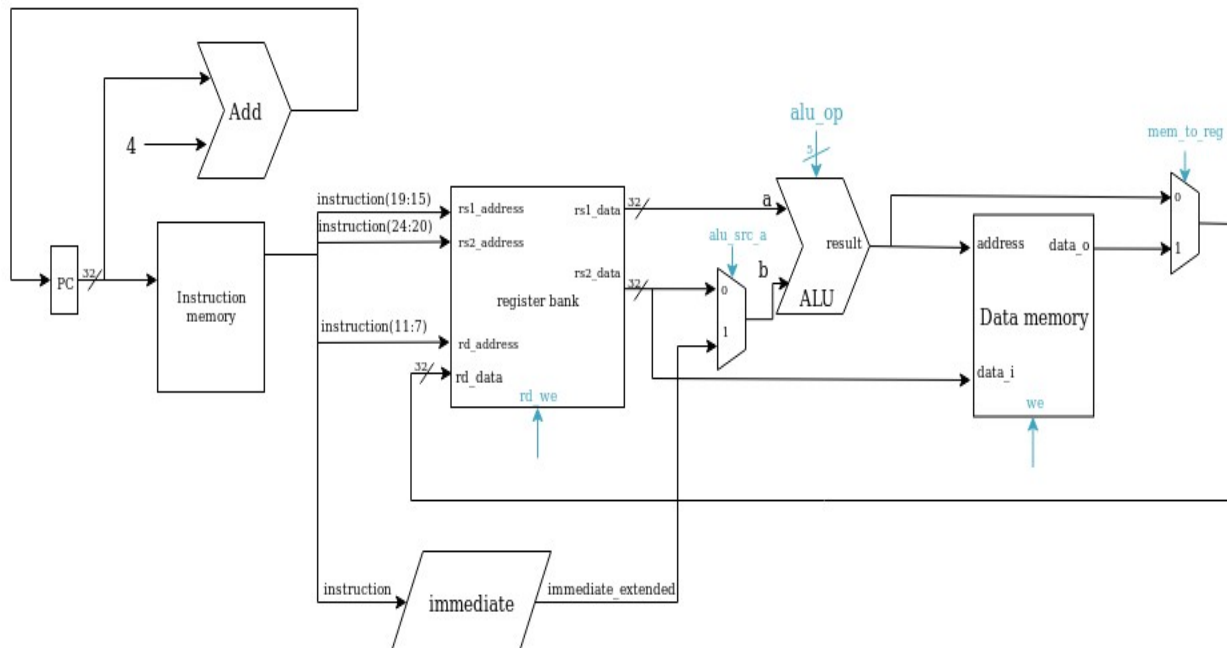 Add
4
alu_op
5
mem_to_reg
instruction(19:15)
instruction(24:20)
rs1_address
rs2_address
rs1_data
32
a
alu_src_a
result
0
address
data_o
1
PC
32
Instruction
memory
rs2_data
32
register bank
0
b
ALU
1
Data memory
instruction(11:7)
rd_address
32
rd_data
rd_we
data_i
we
instruction
immediate
immediate_extended